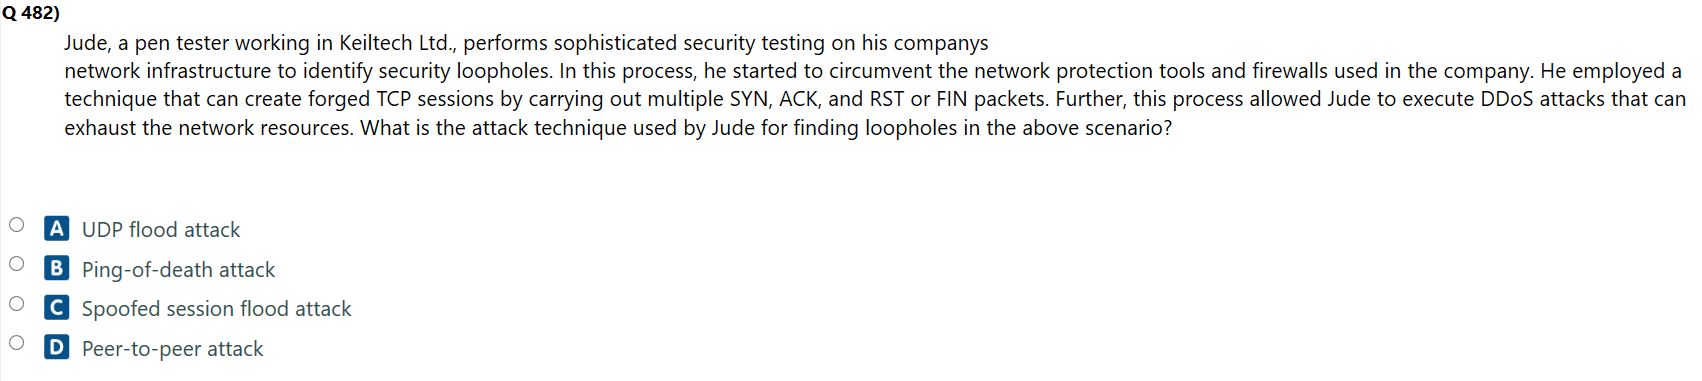 Q 482)
Jude, a pen tester working in Keiltech Ltd., performs sophisticated security testing on his companys
network infrastructure to identify security loopholes. In this process, he started to circumvent the network protection tools and firewalls used in the company. He employed a
technique that can create forged TCP sessions by carrying out multiple SYN, ACK, and RST or FIN packets. Further, this process allowed Jude to execute DDoS attacks that can
exhaust the network resources. What is the attack technique used by Jude for finding loopholes in the above scenario?
A UDP flood attack
B Ping-of-death attack
C Spoofed session flood attack
D Peer-to-peer attack